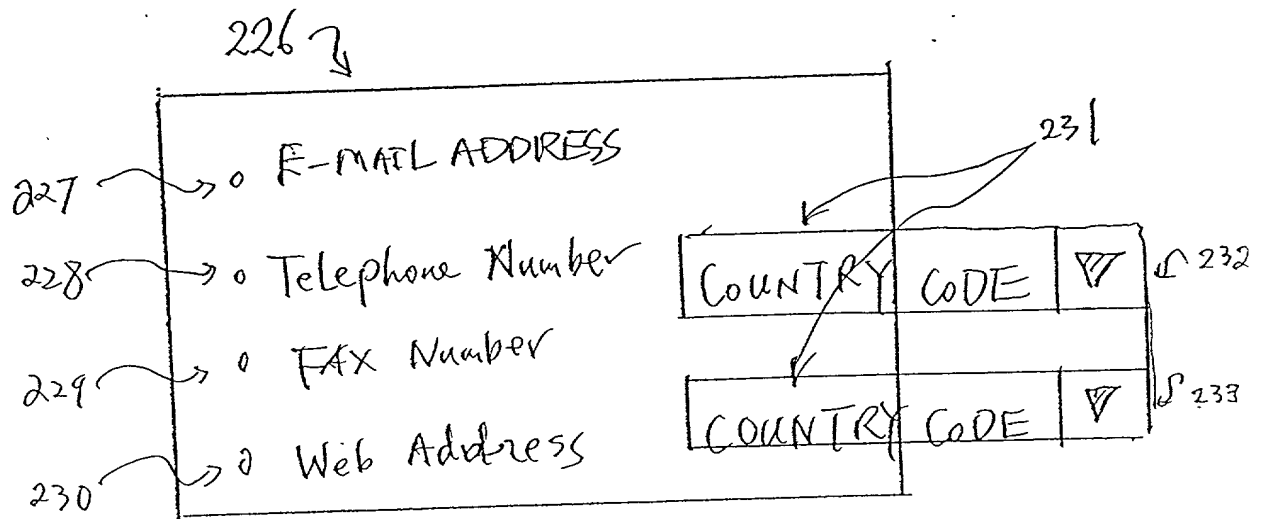 226
227 E-MAIL ADDRESS
231
228 Telephone Number COUNTRY CODE 232
229 FAX Number COUNTRY CODE 233
230 Web Address